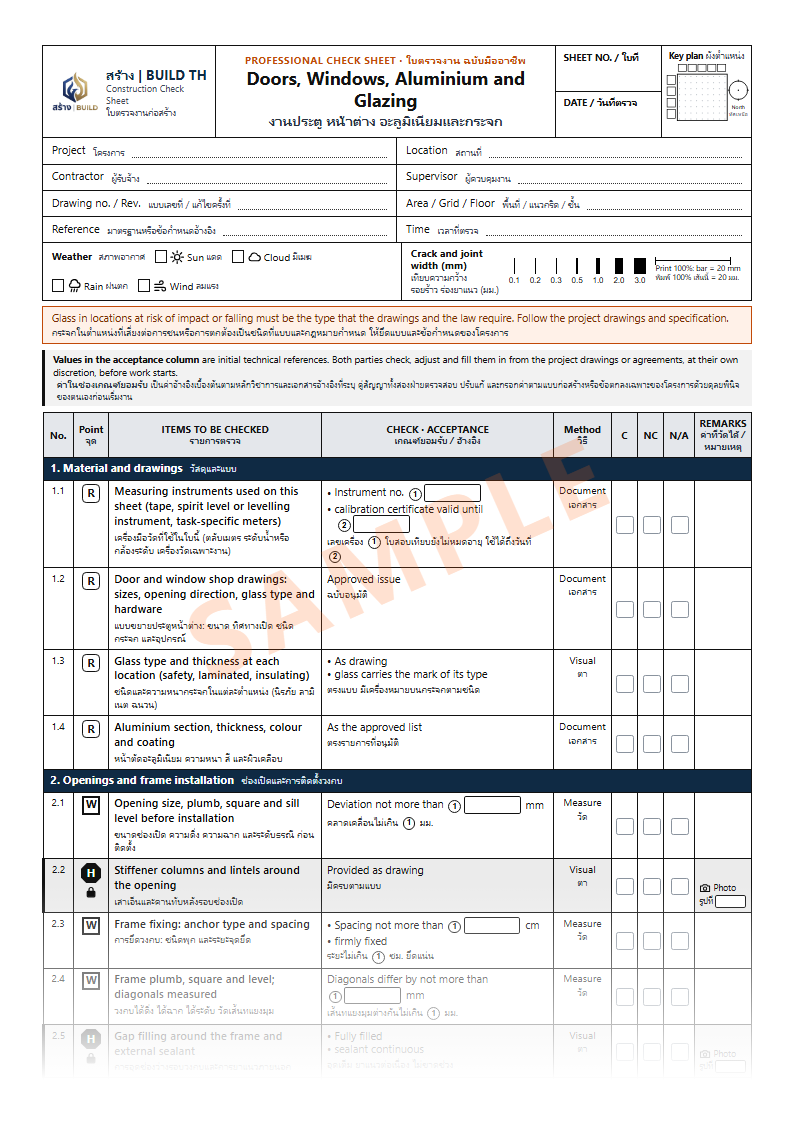 สร้าง | BUILD
สร้าง | BUILD TH
Construction Check
Sheet
ใบตรวจงานก่อสร้าง
PROFESSIONAL CHECK SHEET · ใบตรวจงาน ฉบับมืออาชีพ
Doors, Windows, Aluminium and
Glazing
งานประตู หน้าต่าง อะลูมิเนียมและกระจก
SHEET NO. / ใบที่
DATE / วันที่ตรวจ
Key plan ผังตำแหน่ง
North
ทิศเหนือ
Project โครงการ
Location สถานที่
Contractor ผู้รับจ้าง
Supervisor ผู้ควบคุมงาน
Drawing no. / Rev. แบบเลขที่ / แก้ไขครั้งที่
Area / Grid / Floor พื้นที่ / แนวกริด / ชั้น
Reference มาตรฐานหรือข้อกำหนดอ้างอิง
Time เวลาที่ตรวจ
Weather สภาพอากาศ
Sun แดด
Cloud มีเมฆ
Rain ฝนตก
Wind ลมแรง
Crack and joint
width (mm)
เทียบความกว้าง
รอยร้าว ร่องยาแนว (มม.)
0.1 0.2 0.3 0.5 1.0 2.0 3.0
Print 100%: bar = 20 mm
พิมพ์ 100% เส้นนี้ = 20 มม.
Glass in locations at risk of impact or falling must be the type that the drawings and the law require. Follow the project drawings and specification.
กระจกในตำแหน่งที่เสี่ยงต่อการชนหรือการตกต้องเป็นชนิดที่แบบและกฎหมายกำหนด ให้ยึดแบบและข้อกำหนดของโครงการ
Values in the acceptance column are initial technical references. Both parties check, adjust and fill them in from the project drawings or agreements, at their own
discretion, before work starts.
ค่าในช่องเกณฑ์ยอมรับ เป็นค่าอ้างอิงเบื้องต้นตามหลักวิชาการและเอกสารอ้างอิงที่ระบุ คู่สัญญาทั้งสองฝ่ายตรวจสอบ ปรับแก้ และกรอกค่าตามแบบก่อสร้างหรือข้อตกลงเฉพาะของโครงการด้วยดุลยพินิจ
ของตนเองก่อนเริ่มงาน
No.
Point
จุด
ITEMS TO BE CHECKED
รายการตรวจ
CHECK · ACCEPTANCE
เกณฑ์ยอมรับ / อ้างอิง
Method
วิธี
C
NC
N/A
REMARKS
ค่าที่วัดได้ /
หมายเหตุ
1. Material and drawings วัสดุและแบบ
1.1
R
Measuring instruments used on this
sheet (tape, spirit level or levelling
instrument, task-specific meters)
เครื่องมือวัดที่ใช้ในใบนี้ (ตลับเมตร ระดับน้ำหรือ
กล้องระดับ เครื่องวัดเฉพาะงาน)
• Instrument no. 1
• calibration certificate valid until
2
เลขเครื่อง 1 ใบสอบเทียบยังไม่หมดอายุ ใช้ได้ถึงวันที่
2
Document
เอกสาร
1.2
R
Door and window shop drawings:
sizes, opening direction, glass type and
hardware
แบบขยายประตูหน้าต่าง: ขนาด ทิศทางเปิด ชนิด
กระจก และอุปกรณ์
Approved issue
ฉบับอนุมัติ
Document
เอกสาร
1.3
R
Glass type and thickness at each
location (safety, laminated, insulating)
ชนิดและความหนากระจกในแต่ละตำแหน่ง (นิรภัย ลามิ
เนต ฉนวน)
• As drawing
• glass carries the mark of its type
ตรงแบบ มีเครื่องหมายบนกระจกตามชนิด
Visual
ตา
1.4
R
Aluminium section, thickness, colour
and coating
หน้าตัดอะลูมิเนียม ความหนา สี และผิวเคลือบ
As the approved list
ตรงรายการที่อนุมัติ
Document
เอกสาร
2. Openings and frame installation ช่องเปิดและการติดตั้งวงกบ
2.1
W
Opening size, plumb, square and sill
level before installation
ขนาดช่องเปิด ความดิ่ง ความฉาก และระดับธรณี ก่อน
ติดตั้ง
Deviation not more than 1 mm
คลาดเคลื่อนไม่เกิน 1 มม.
Measure
วัด
2.2
H
Stiffener columns and lintels around
the opening
เสาเอ็นและคานทับหลังรอบช่องเปิด
Provided as drawing
มีครบตามแบบ
Visual
ตา
Photo
รูปที่
2.3
W
Frame fixing: anchor type and spacing
การยึดวงกบ: ชนิดพุก และระยะจุดยึด
• Spacing not more than 1 cm
• firmly fixed
ระยะไม่เกิน 1 ซม. ยึดแน่น
Measure
วัด
2.4
W
Frame plumb, square and level;
diagonals measured
วงกบได้ดิ่ง ได้ฉาก ได้ระดับ วัดเส้นทแยงมุม
Diagonals differ by not more than
1 mm
เส้นทแยงมุมต่างกันไม่เกิน 1 มม.
Measure
วัด
2.5
H
Gap filling around the frame and
external sealant
• Fully filled
• sealant continuous
Visual
ตา
Photo
รูปที่
SAMPLE